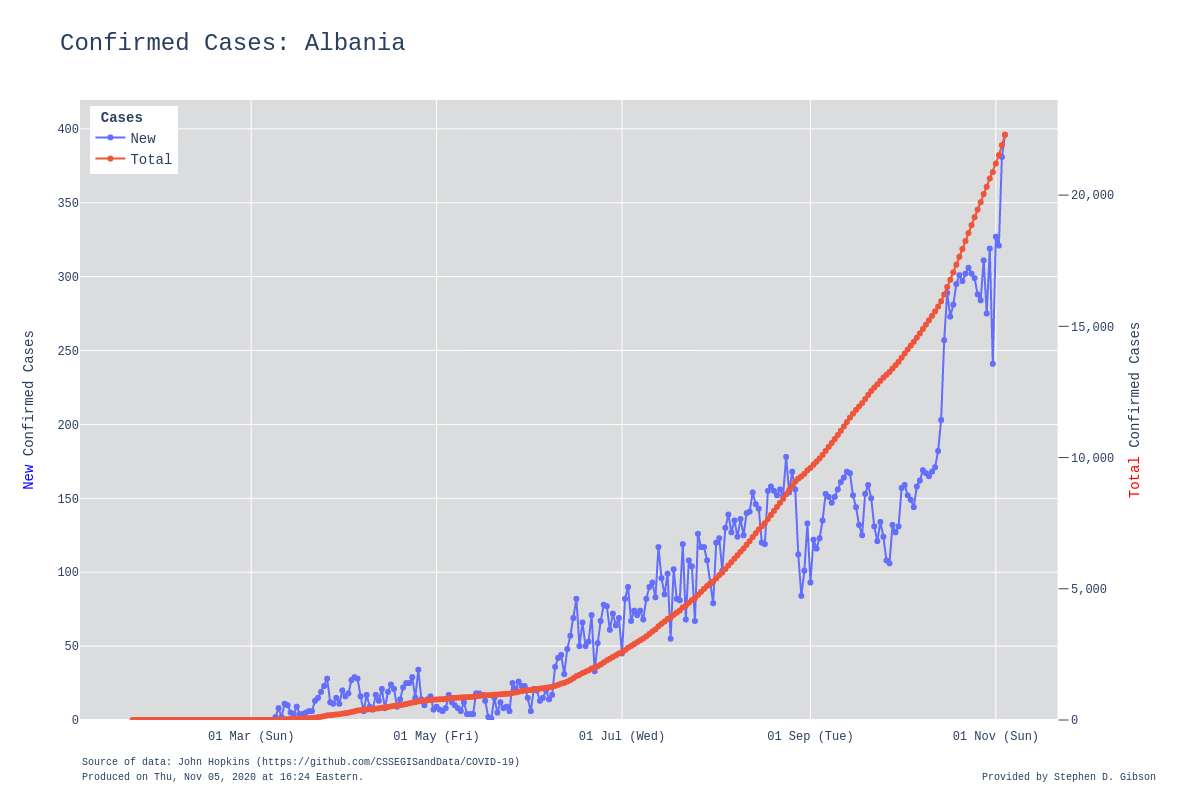 Confirmed Cases: Albania
Cases
New
Total
400
350
300
250
200
150
100
50
0
20,000
15,000
10,000
5,000
0
New Confirmed Cases
Total Confirmed Cases
01 Mar (Sun)
01 May (Fri)
01 Jul (Wed)
01 Sep (Tue)
01 Nov (Sun)
Source of data: John Hopkins (https://github.com/CSSEGISandData/COVID-19)
Produced on Thu, Nov 05, 2020 at 16:24 Eastern.
Provided by Stephen D. Gibson